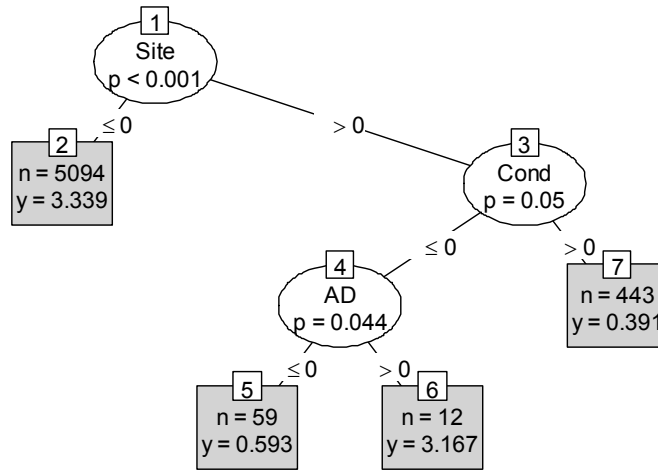 1
Site
p < 0.001
≤ 0
> 0
2
n = 5094
y = 3.339
3
Cond
p = 0.05
≤ 0
> 0
4
AD
p = 0.044
7
n = 443
y = 0.391
≤ 0
> 0
5
n = 59
y = 0.593
6
n = 12
y = 3.167